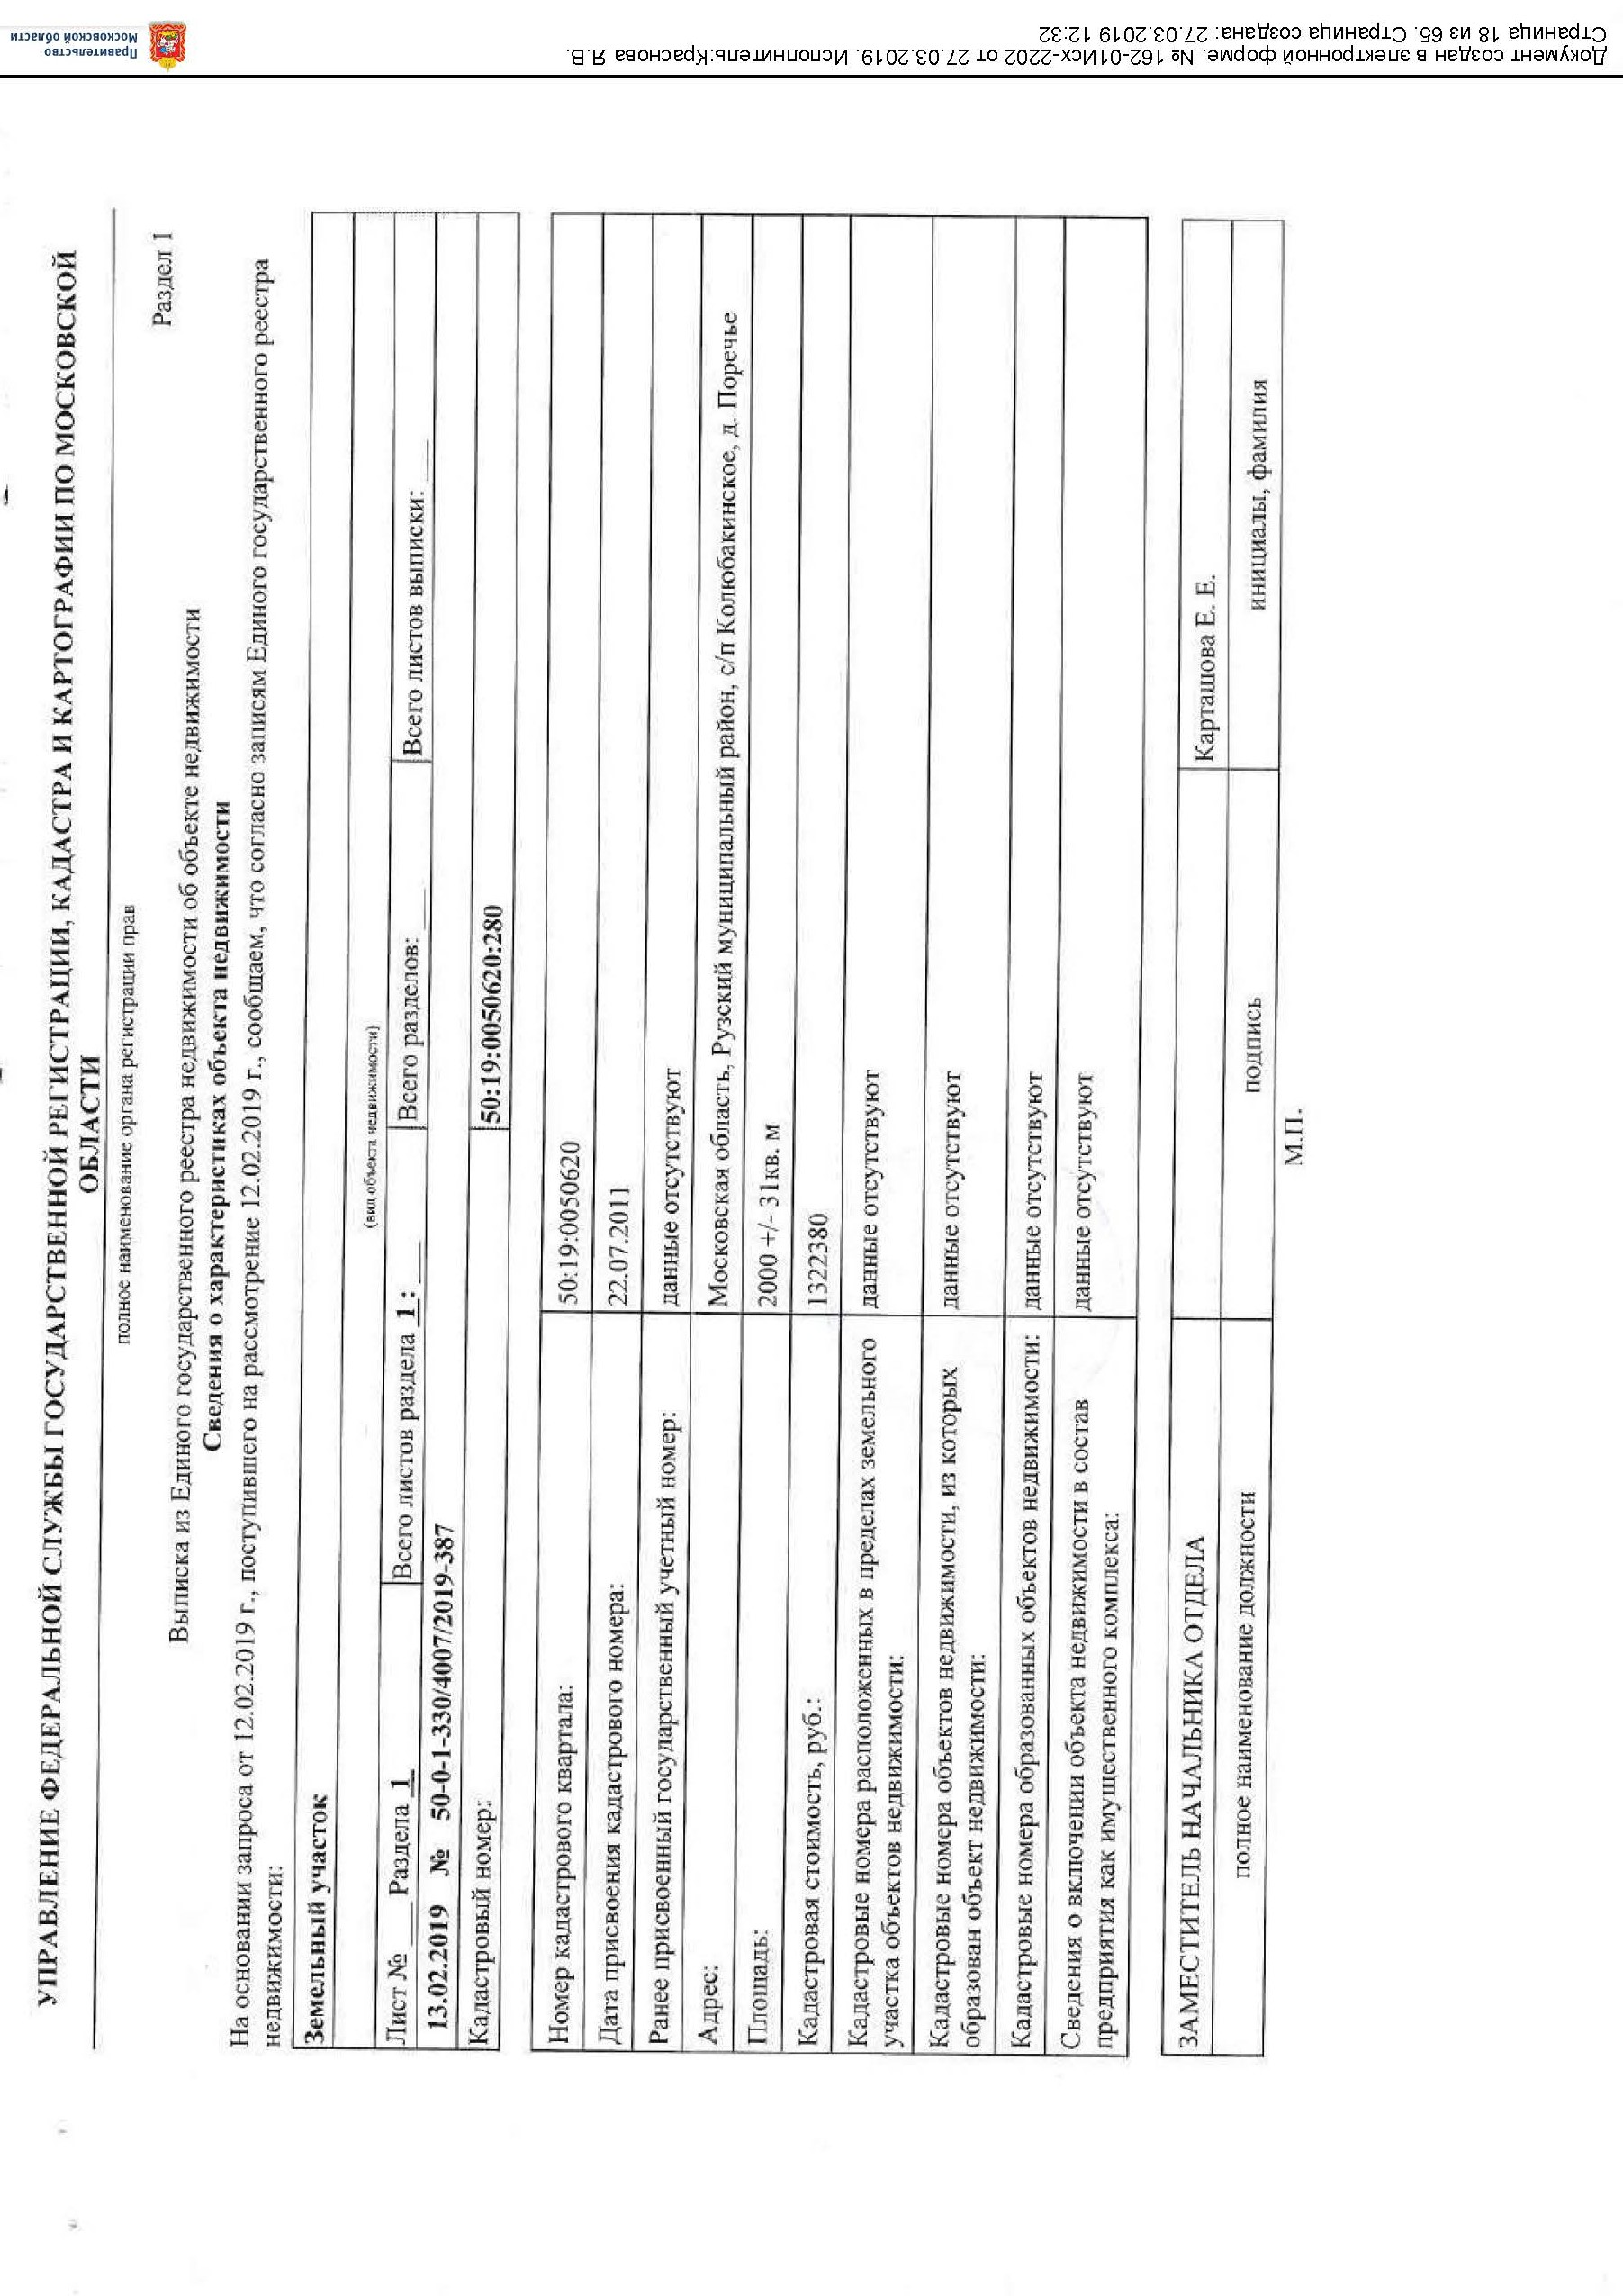 УПРАВЛЕНИЕ ФЕДЕРАЛЬНОЙ СЛУЖБЫ ГОСУДАРСТВЕННОЙ РЕГИСТРАЦИИ, КАДАСТРА И КАРТОГРАФИИ ПО МОСКОВСКОЙ
ОБЛАСТИ
полное наименование органа регистрации прав
Раздел 1
Выписка из Единого государственного реестра недвижимости об объекте недвижимости
Сведения о характеристиках объекта недвижимости
На основании запроса от 12.02.2019 г., поступившего на рассмотрение 12.02.2019 г., сообщаем, что согласно записям Единого государственного реестра
недвижимости:
Земельный участок
(вид объекта недвижимости)
Лист № ___ Раздела 1 Всего листов раздела 1 : ___ Всего разделов: ___ Всего листов выписки: ___
13.02.2019 № 50-0-1-330/4007/2019-387
Кадастровый номер: 50:19:0050620:280
Номер кадастрового квартала: 50:19:0050620
Дата присвоения кадастрового номера: 22.07.2011
Ранее присвоенный государственный учетный номер: данные отсутствуют
Адрес: Московская область, Рузский муниципальный район, с/п Колюбакинское, д. Поречье
Площадь: 2000 +/- 31кв. м
Кадастровая стоимость, руб.: 1322380
Кадастровые номера расположенных в пределах земельного
участка объектов недвижимости: данные отсутствуют
Кадастровые номера объектов недвижимости, из которых
образован объект недвижимости: данные отсутствуют
Кадастровые номера образованных объектов недвижимости: данные отсутствуют
Сведения о включении объекта недвижимости в состав
предприятия как имущественного комплекса: данные отсутствуют
ЗАМЕСТИТЕЛЬ НАЧАЛЬНИКА ОТДЕЛА Карташова Е. Е.
полное наименование должности подпись инициалы, фамилия
М.П.
Документ создан в электронной форме. № 162-01Исх-2202 от 27.03.2019. Исполнитель:Краснова Я.В.
Страница 18 из 65. Страница создана: 27.03.2019 12:32
Правительство
Московской области